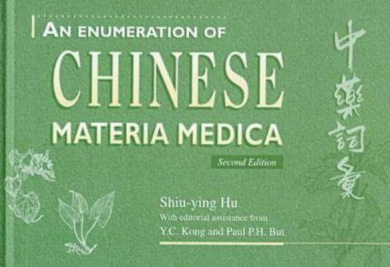 AN ENUMERATION OF
CHINESE
MATERIA MEDICA
Second Edition
Shiu-ying Hu
With editorial assistance from
Y.C. Kong and Paul P.H. But
中藥詞彙